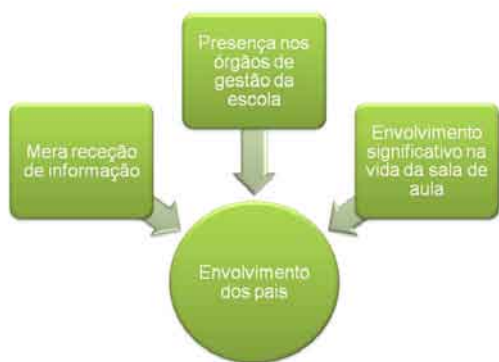 Presença nos
órgãos de
gestão da
escola
Mera receção
de informação
Envolvimento
significativo na
vida da sala de
aula
Envolvimento
dos pais